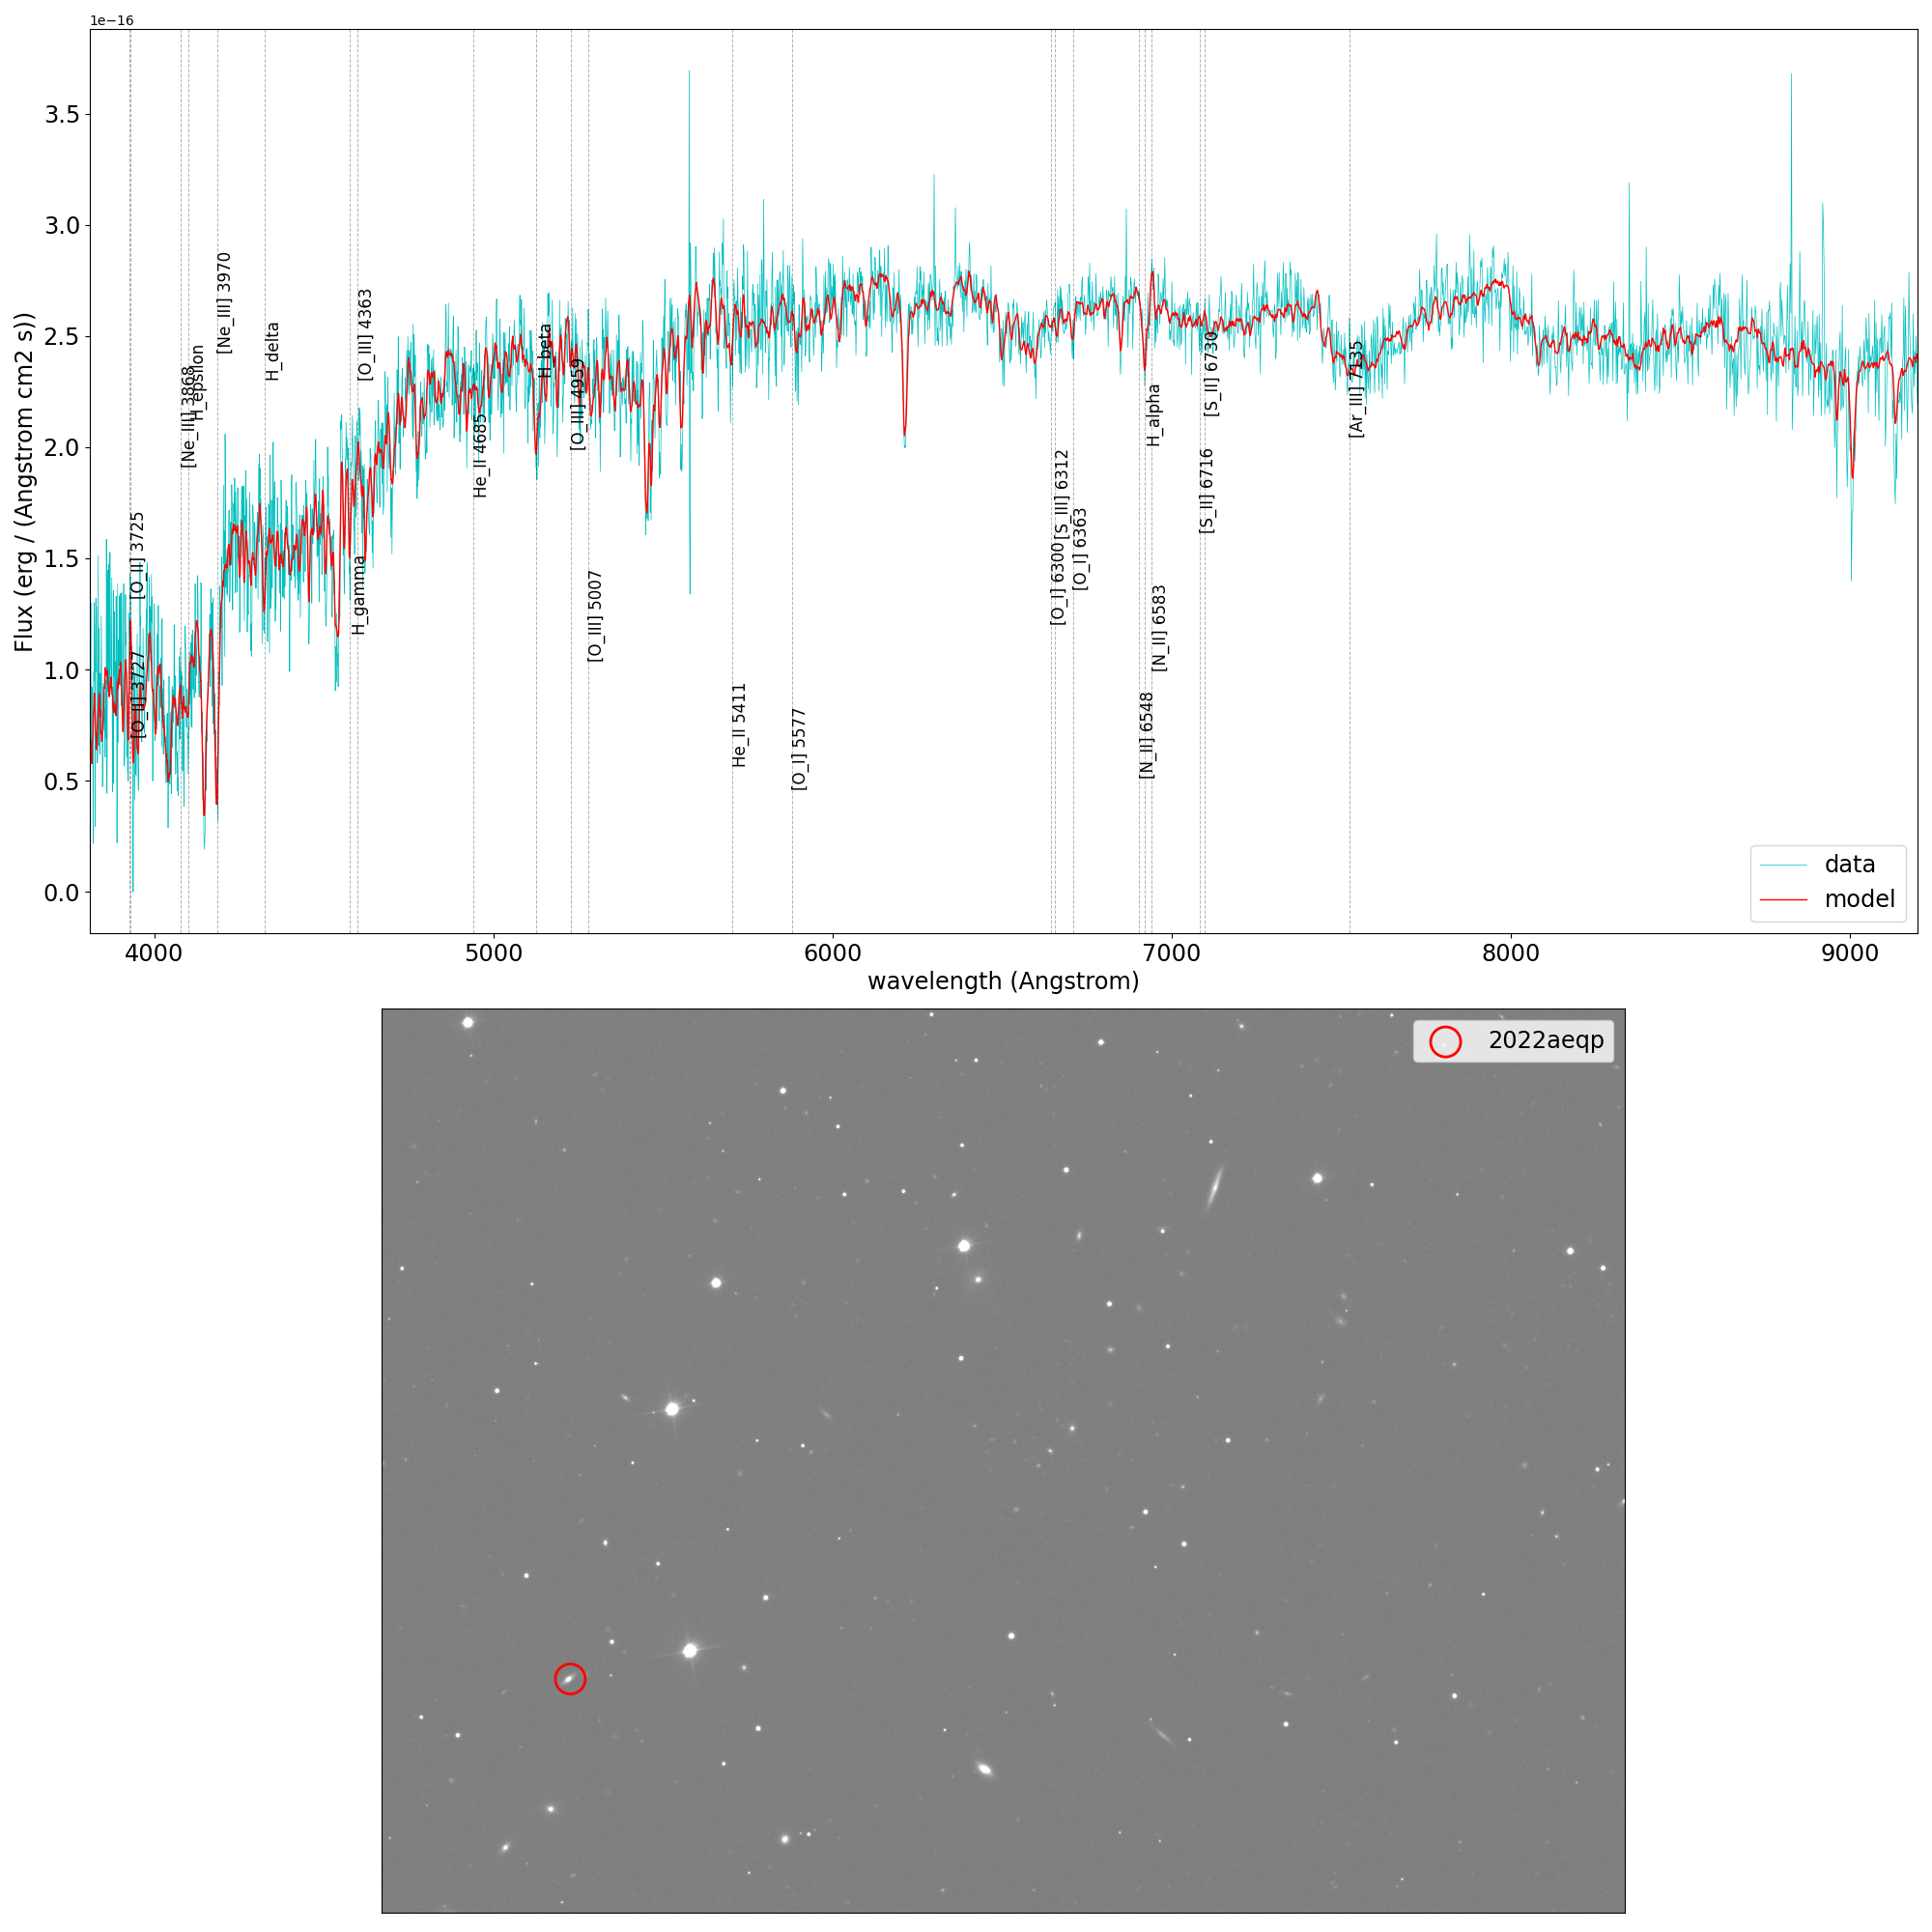 1e−16
3.5
3.0
2.5
2.0
1.5
1.0
0.5
0.0
Flux (erg / (Angstrom cm2 s))
[O_II] 3725
[O_II] 3727
[Ne_III] 3868
H_epsilon
[Ne_III] 3970
H_delta
H_gamma
[O_III] 4363
He_II 4685
H_beta
[O_III] 4959
[O_III] 5007
He_II 5411
[O_I] 5577
[O_I] 6300
[S_III] 6312
[O_I] 6363
[N_II] 6548
H_alpha
[N_II] 6583
[S_II] 6716
[S_II] 6730
[Ar_III] 7135
data
model
4000
5000
6000
7000
8000
9000
wavelength (Angstrom)
2022aeqp